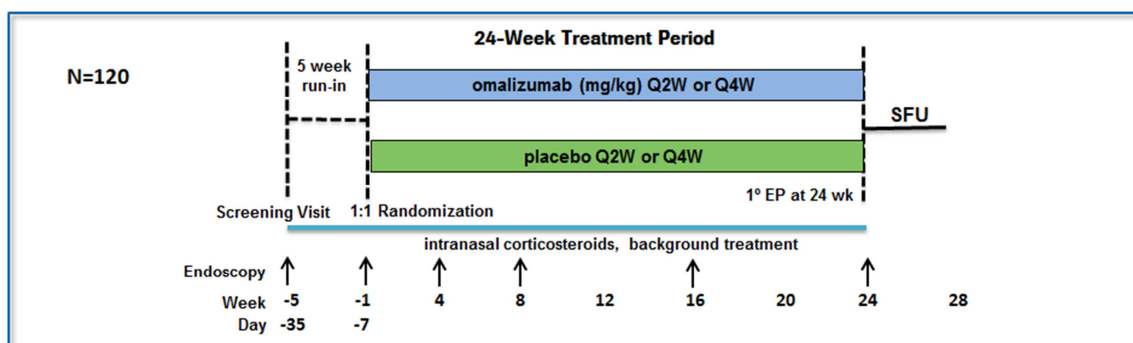 24-Week Treatment Period
N=120
5 week
run-in
omalizumab (mg/kg) Q2W or Q4W
SFU
placebo Q2W or Q4W
1º EP at 24 wk
Screening Visit 1:1 Randomization
intranasal corticosteroids, background treatment
Endoscopy
Week -5 -1 4 8 12 16 20 24 28
Day -35 -7